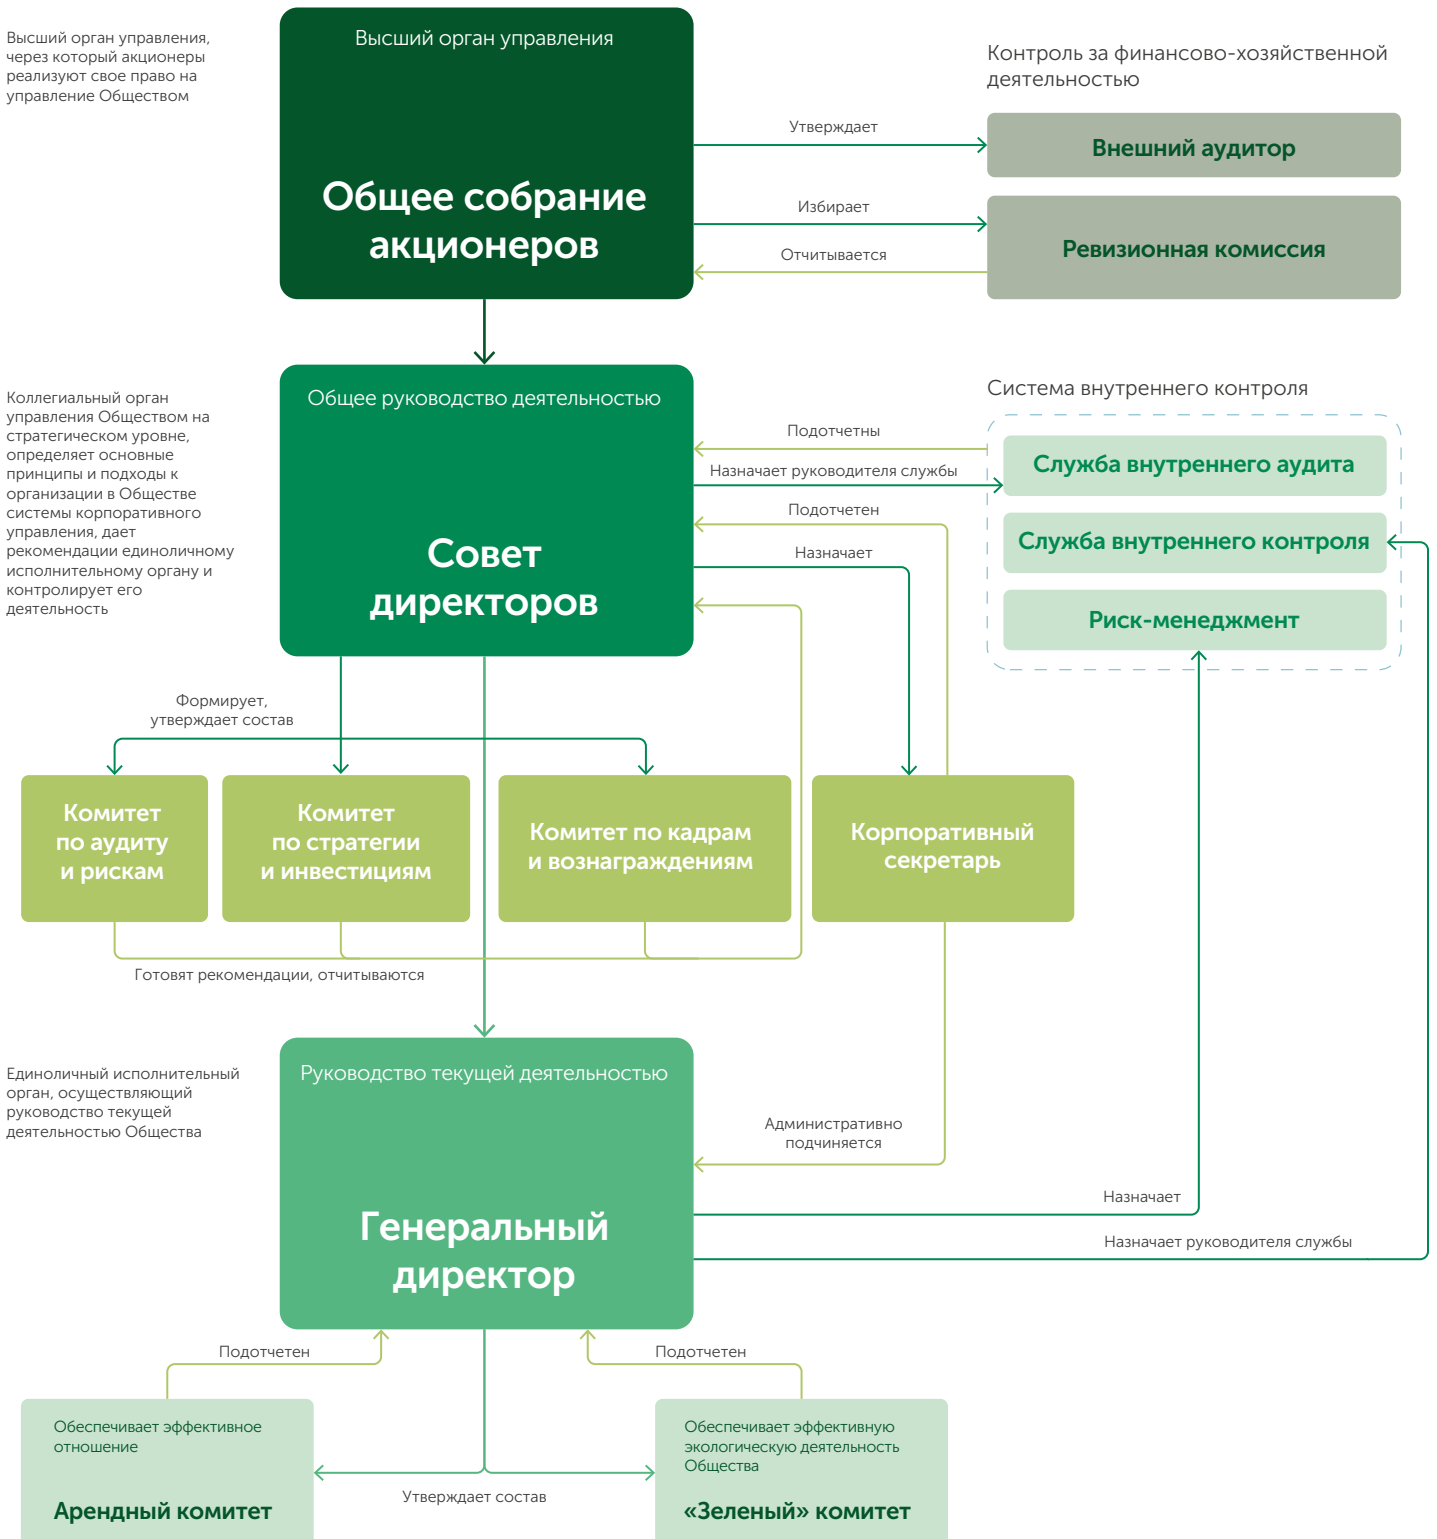 Высший орган управления,
через который акционеры
реализуют свое право на
управление Обществом
Высший орган управления
Общее собрание
акционеров
Контроль за финансово-хозяйственной
деятельностью
Утверждает
Внешний аудитор
Избирает
Отчитывается
Ревизионная комиссия
Коллегиальный орган
управления Обществом на
стратегическом уровне,
определяет основные
принципы и подходы к
организации в Обществе
системы корпоративного
управления, дает
рекомендации единоличному
исполнительному органу и
контролирует его
деятельность
Общее руководство деятельностью
Совет
директоров
Система внутреннего контроля
Подотчетны
Назначает руководителя службы
Подотчетен
Назначает
Служба внутреннего аудита
Служба внутреннего контроля
Риск-менеджмент
Формирует,
утверждает состав
Комитет
по аудиту
и рискам
Комитет
по стратегии
и инвестициям
Комитет по кадрам
и вознаграждениям
Корпоративный
секретарь
Готовят рекомендации, отчитываются
Единоличный исполнительный
орган, осуществляющий
руководство текущей
деятельностью Общества
Руководство текущей деятельностью
Генеральный
директор
Административно
подчиняется
Назначает
Назначает руководителя службы
Подотчетен
Подотчетен
Обеспечивает эффективное
отношение
Арендный комитет
Утверждает состав
Обеспечивает эффективную
экологическую деятельность
Общества
«Зеленый» комитет